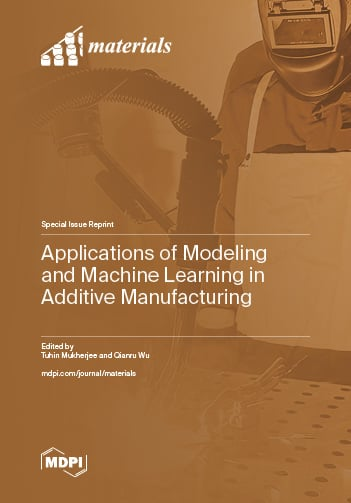 materials
Special Issue Reprint
Applications of Modeling
and Machine Learning in
Additive Manufacturing
Edited by
Tuhin Mukherjee and Qianru Wu
mdpi.com/journal/materials
MDPI